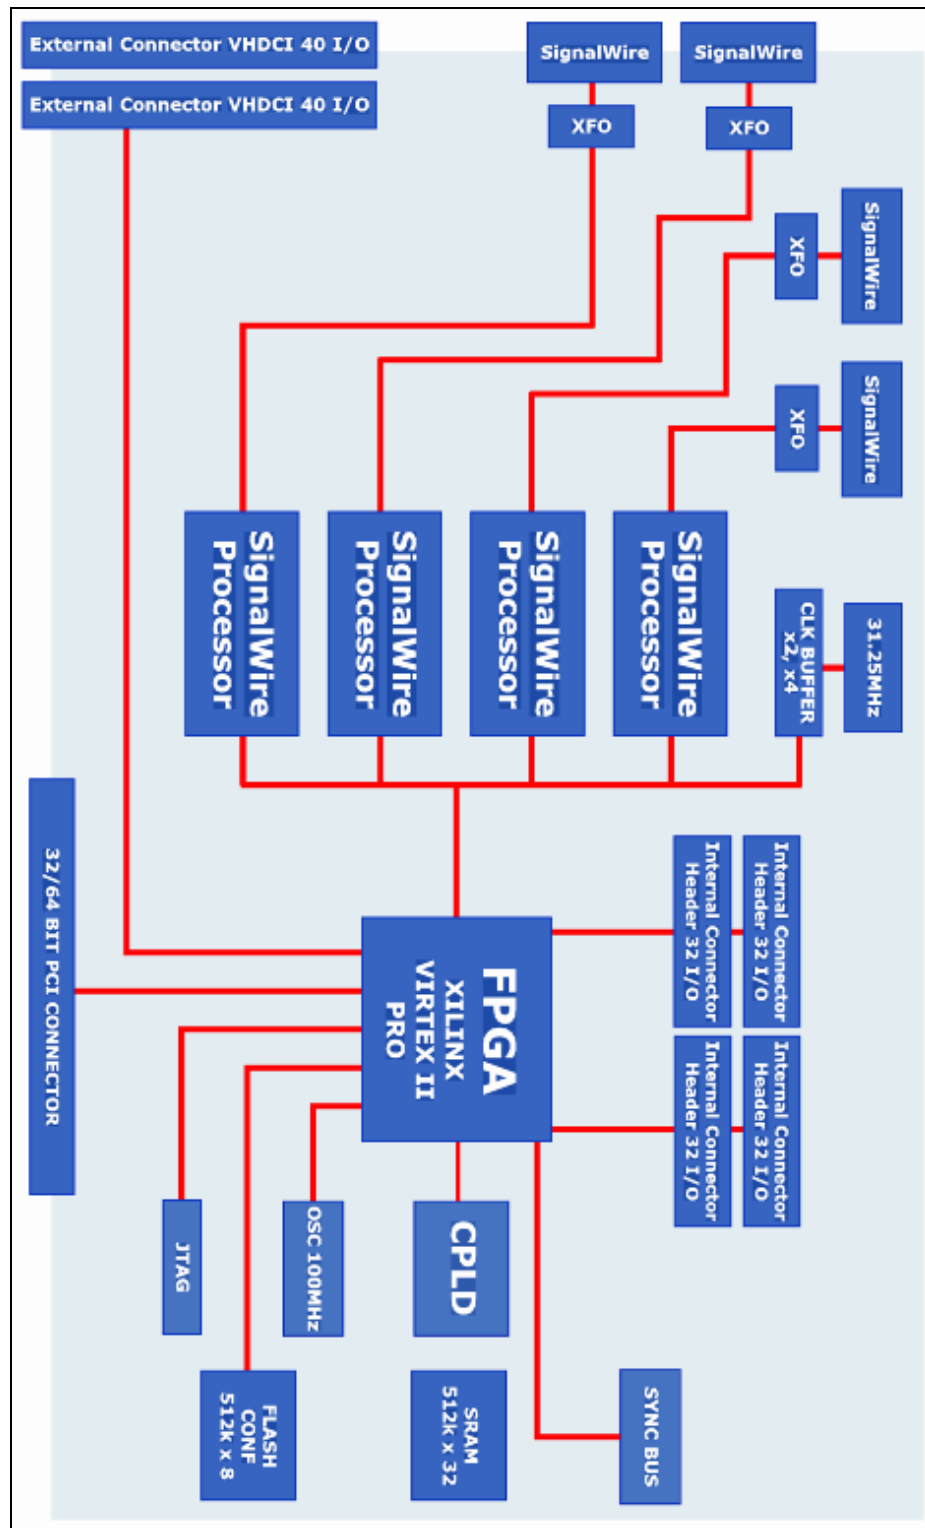 External Connector VHDCI 40 I/O
External Connector VHDCI 40 I/O
SignalWire
SignalWire
XFO
XFO
XFO
SignalWire
XFO
SignalWire
SignalWire
Processor
SignalWire
Processor
SignalWire
Processor
SignalWire
Processor
CLK BUFFER
x2, x4
31.25MHz
32/64 BIT PCI CONNECTOR
FPGA
XILINX
VIRTEX II
PRO
Internal Connector
Header 32 I/O
Internal Connector
Header 32 I/O
Internal Connector
Header 32 I/O
Internal Connector
Header 32 I/O
JTAG
OSC 100MHz
CPLD
FLASH
CONF
512k x 8
SRAM
512k x 32
SYNC BUS